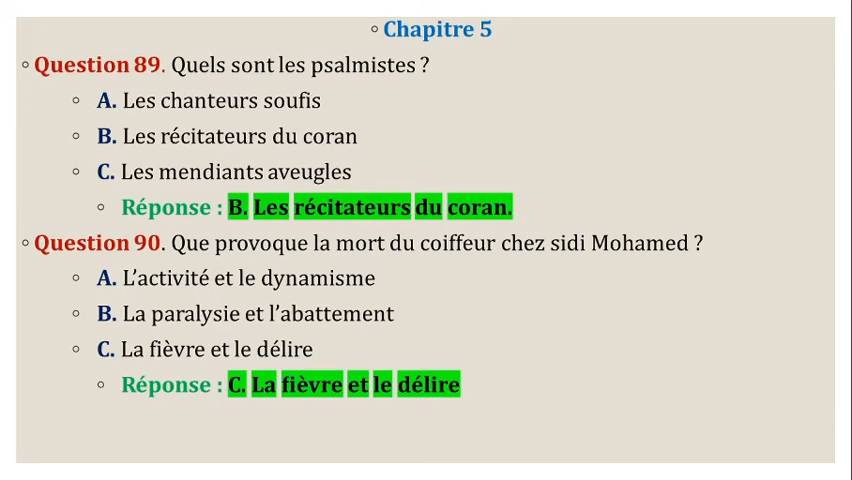 ◦ Chapitre 5
◦ Question 89. Quels sont les psalmistes ?
◦ A. Les chanteurs soufis
◦ B. Les récitateurs du coran
◦ C. Les mendiants aveugles
◦ Réponse : B. Les récitateurs du coran.
◦ Question 90. Que provoque la mort du coiffeur chez sidi Mohamed ?
◦ A. L’activité et le dynamisme
◦ B. La paralysie et l’abattement
◦ C. La fièvre et le délire
◦ Réponse : C. La fièvre et le délire